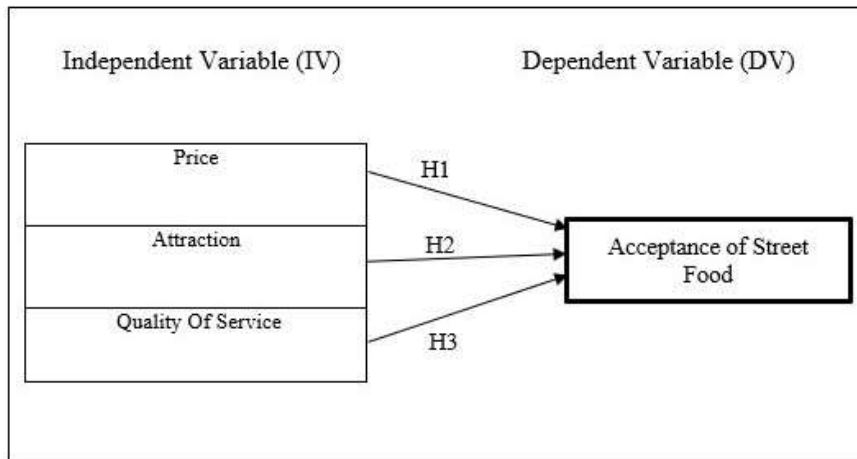 Independent Variable (IV)
Dependent Variable (DV)
Price
H1
Attraction
H2
Acceptance of Street
Food
Quality Of Service
H3